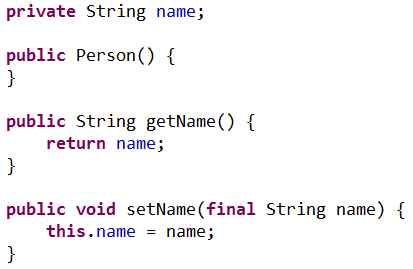 private String name;
public Person() {
}
public String getName() {
    return name;
}
public void setName(final String name) {
    this.name = name;
}